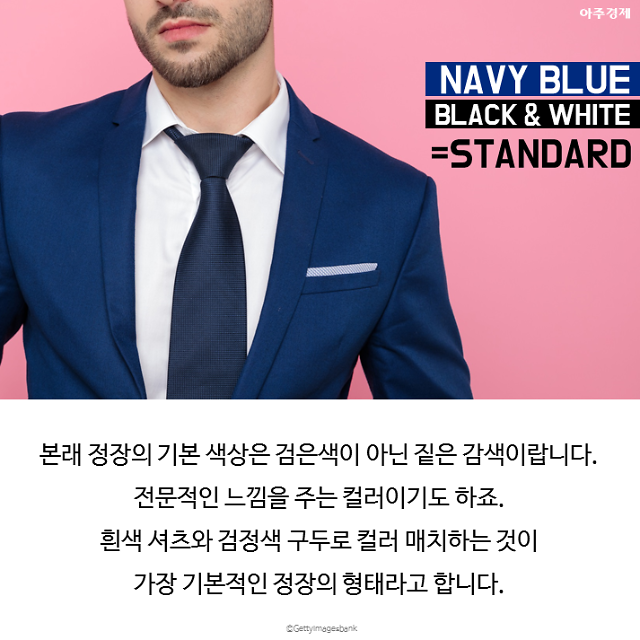 아주경제
NAVY BLUE
BLACK & WHITE
=STANDARD
본래 정장의 기본 색상은 검은색이 아닌 짙은 감색이랍니다.
전문적인 느낌을 주는 컬러이기도 하죠.
흰색 셔츠와 검정색 구두로 컬러 매치하는 것이
가장 기본적인 정장의 형태라고 합니다.
©Gettyimagesbank